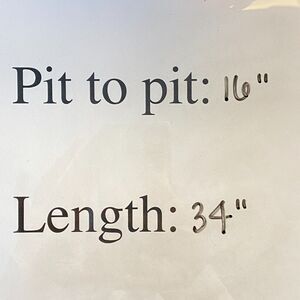 Pit to pit: 16"
Length: 34"